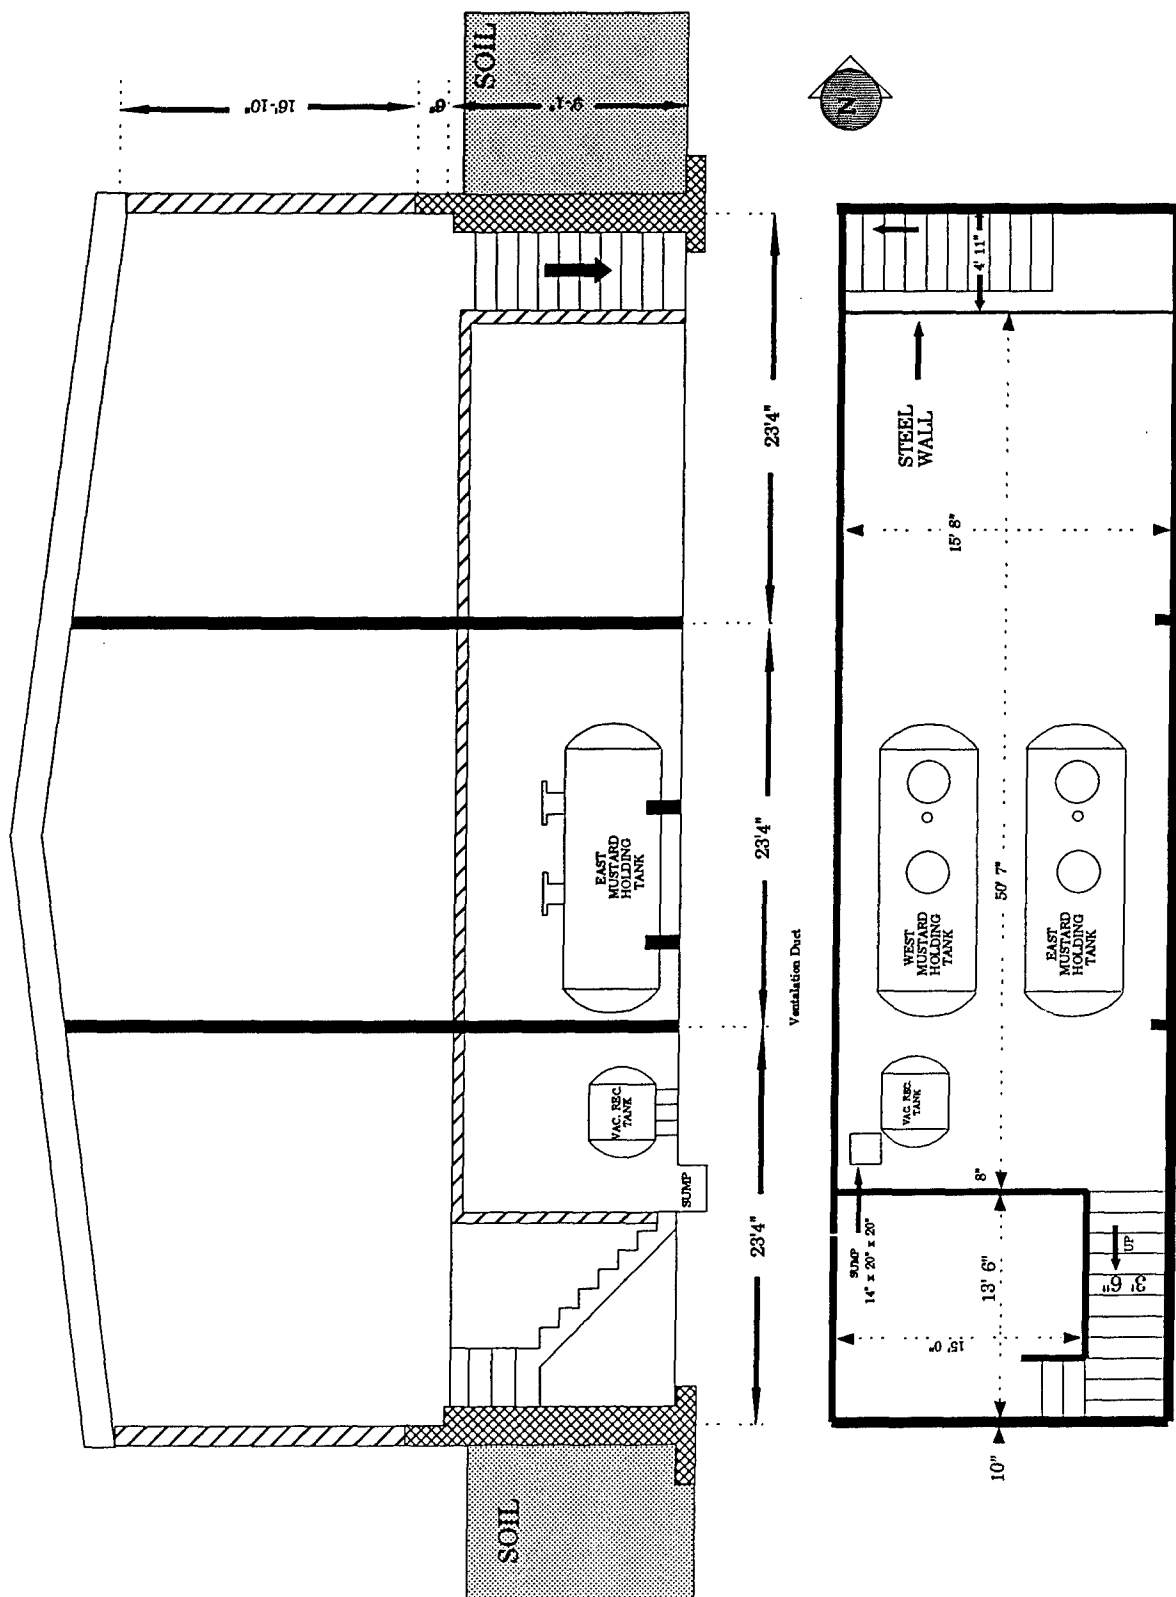 SOIL
16'-10"
6"
9'-1"
N
23'4"
EAST
MUSTARD
HOLDING
TANK
23'4"
VAC. REC.
TANK
SUMP
23'4"
SOIL
Ventalation Duct
4' 11"
STEEL
WALL
15' 8"
WEST
MUSTARD
HOLDING
TANK
50' 7"
EAST
MUSTARD
HOLDING
TANK
VAC. REC.
TANK
8"
SUMP
14" x 20" x 20"
13' 6"
UP
3' 6"
15' 0"
10"